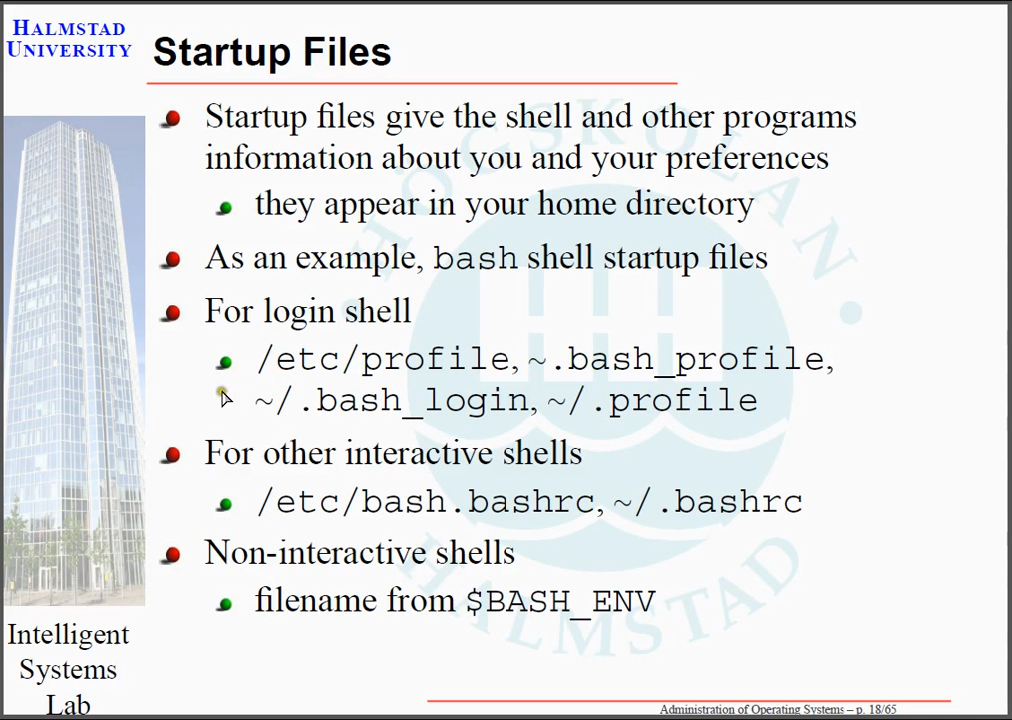 HALMSTAD
UNIVERSITY
Startup Files
Startup files give the shell and other programs
information about you and your preferences
they appear in your home directory
As an example, bash shell startup files
For login shell
/etc/profile, ~.bash_profile,
~/.bash_login, ~/.profile
For other interactive shells
/etc/bash.bashrc, ~/.bashrc
Non-interactive shells
filename from $BASH_ENV
Intelligent
Systems
Lab
HÖGSKOLAN
HALMSTAD
Administration of Operating Systems – p. 18/65